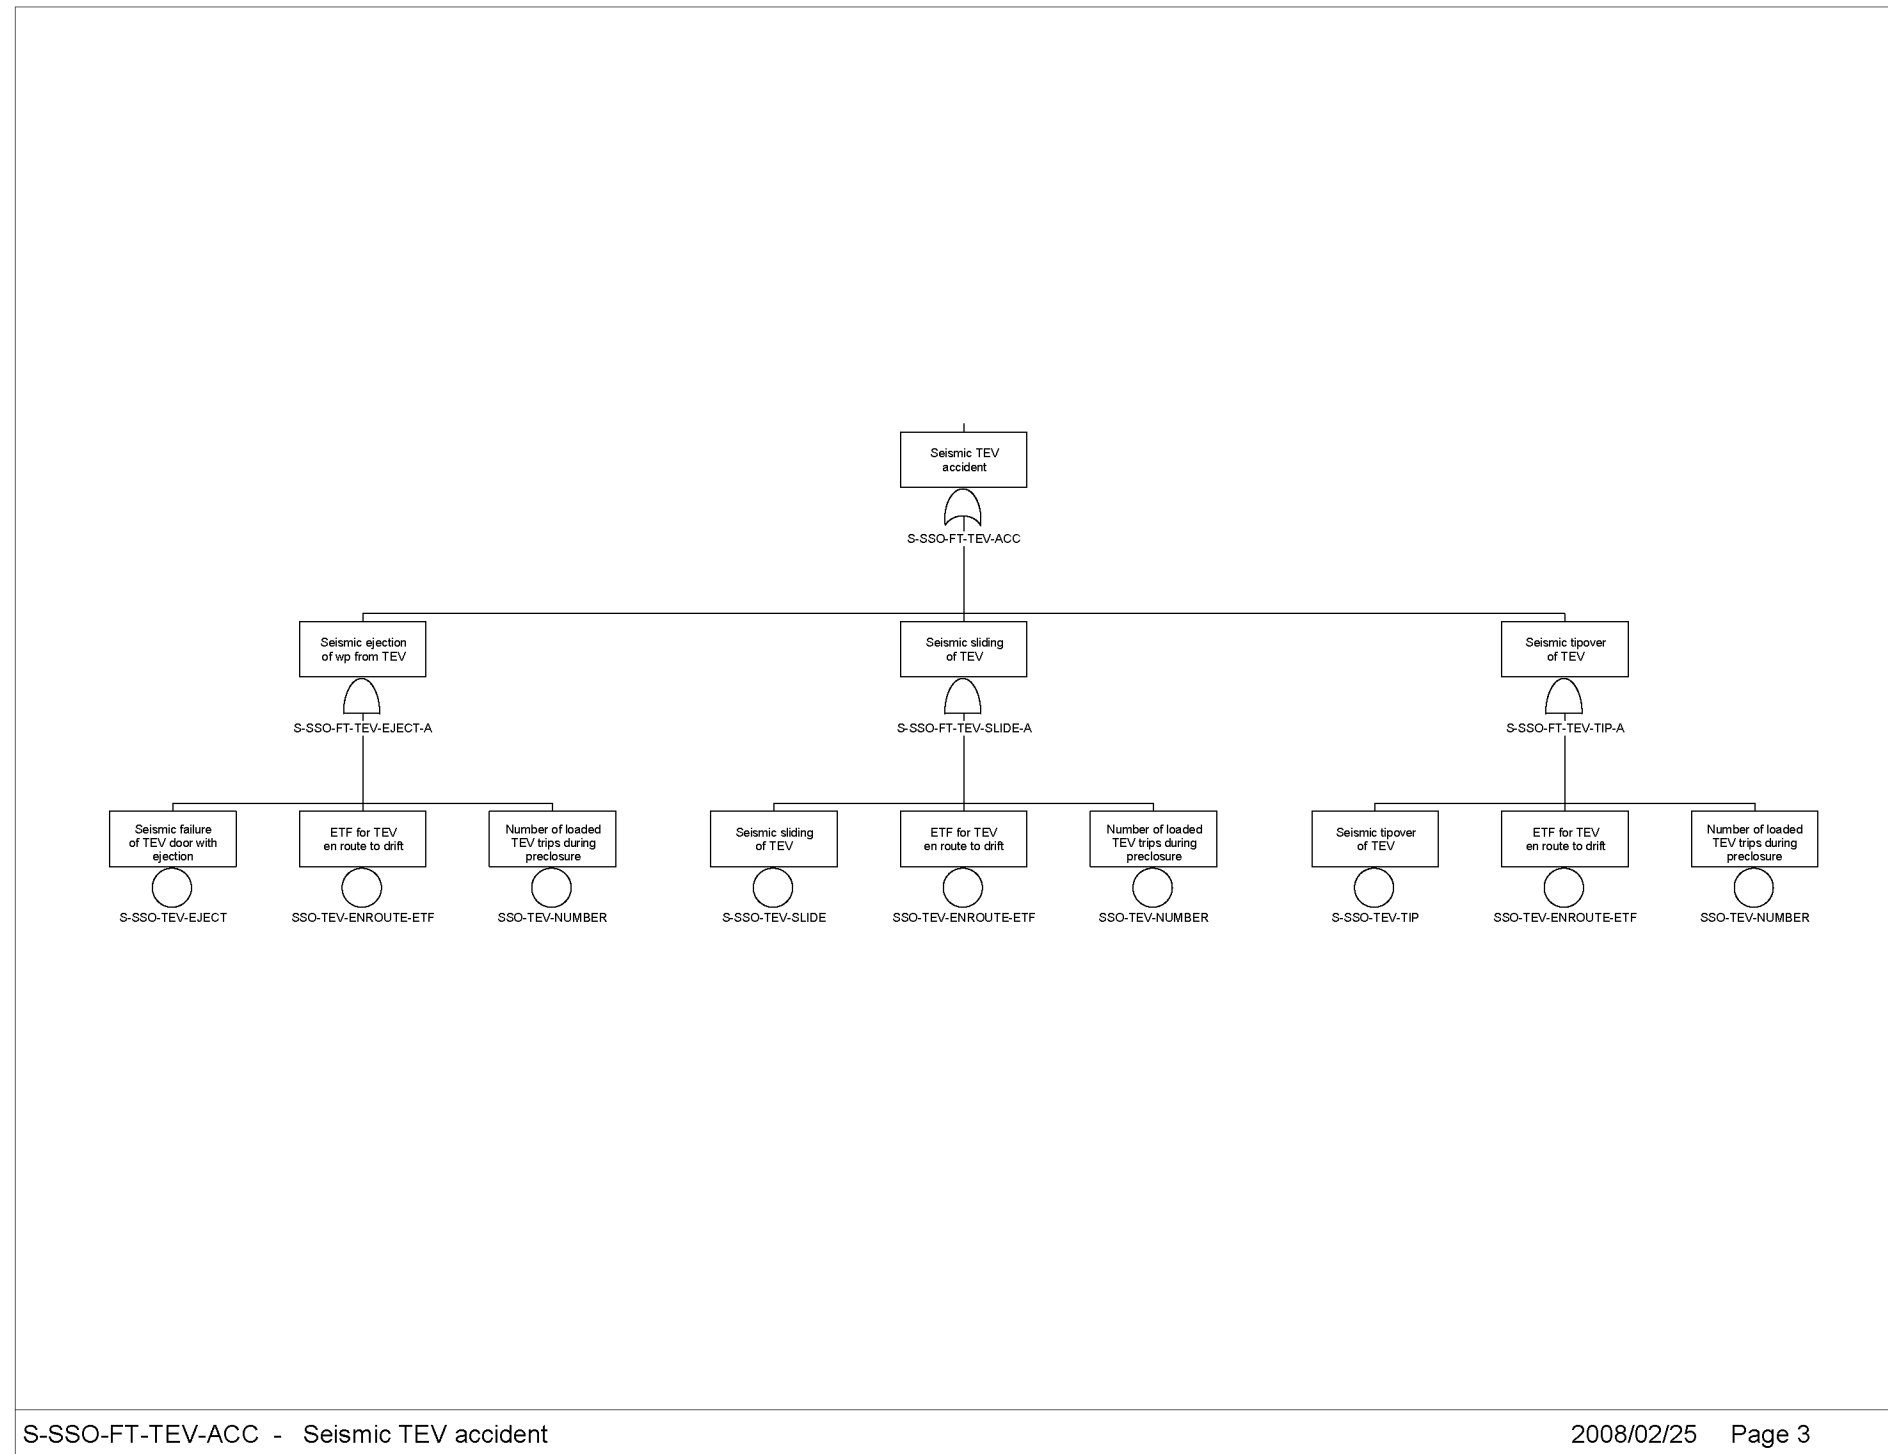 Seismic TEV
accident
S-SSO-FT-TEV-ACC
Seismic ejection
of wp from TEV
S-SSO-FT-TEV-EJECT-A
Seismic sliding
of TEV
S-SSO-FT-TEV-SLIDE-A
Seismic tipover
of TEV
S-SSO-FT-TEV-TIP-A
Seismic failure
of TEV door with
ejection
S-SSO-TEV-EJECT
ETF for TEV
en route to drift
SSO-TEV-ENROUTE-ETF
Number of loaded
TEV trips during
preclosure
SSO-TEV-NUMBER
Seismic sliding
of TEV
S-SSO-TEV-SLIDE
ETF for TEV
en route to drift
SSO-TEV-ENROUTE-ETF
Number of loaded
TEV trips during
preclosure
SSO-TEV-NUMBER
Seismic tipover
of TEV
S-SSO-TEV-TIP
ETF for TEV
en route to drift
SSO-TEV-ENROUTE-ETF
Number of loaded
TEV trips during
preclosure
SSO-TEV-NUMBER
S-SSO-FT-TEV-ACC - Seismic TEV accident
2008/02/25 Page 3